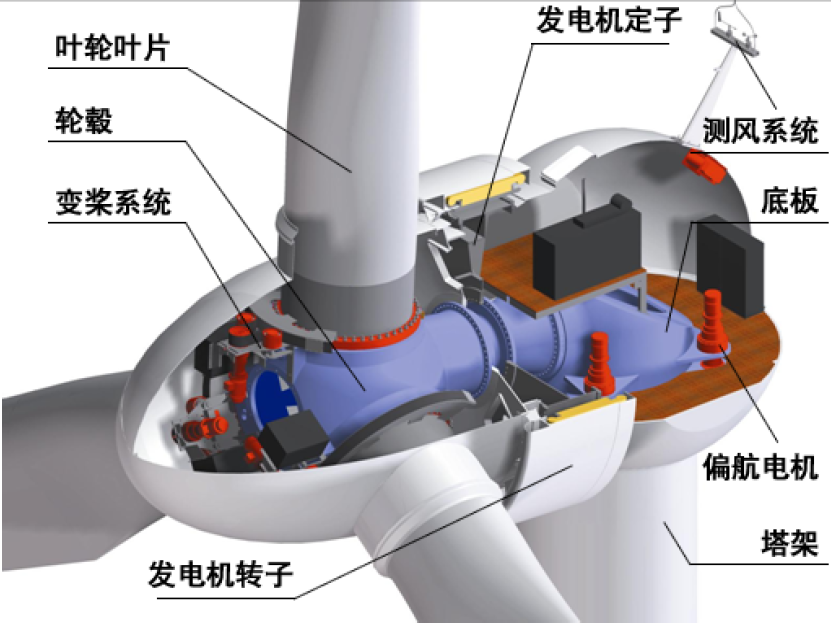 发电机定子
叶轮叶片
轮毂
测风系统
变桨系统
底板
偏航电机
塔架
发电机转子